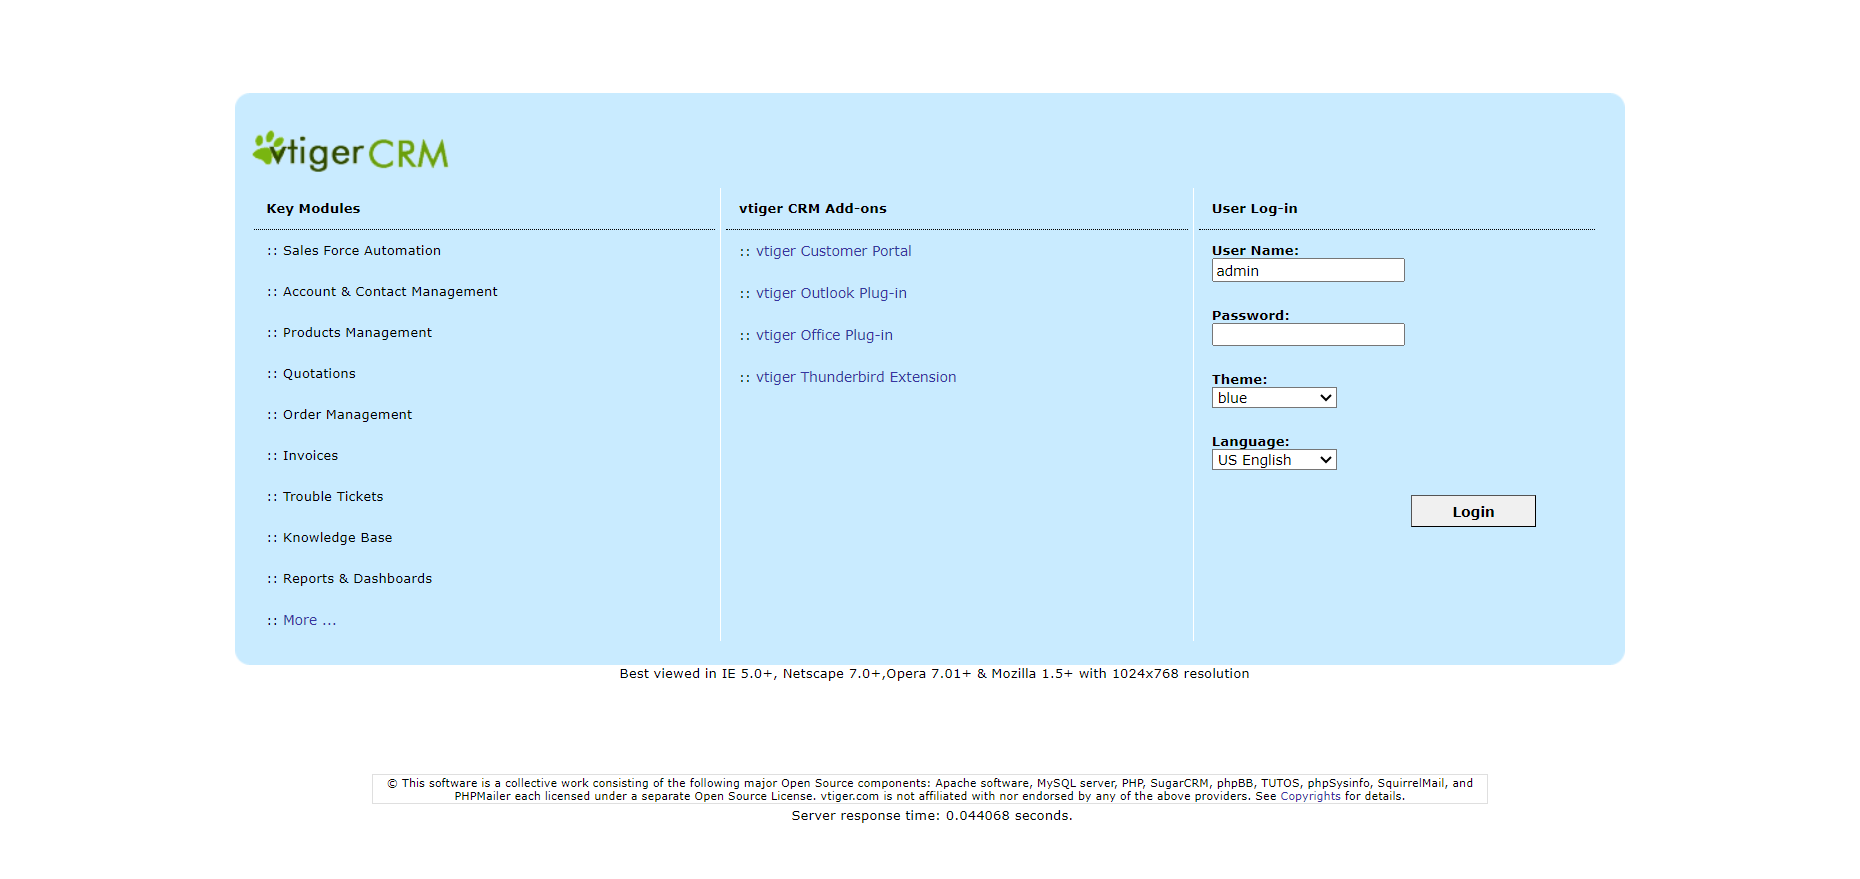 vtiger CRM
Key Modules
:: Sales Force Automation
:: Account & Contact Management
:: Products Management
:: Quotations
:: Order Management
:: Invoices
:: Trouble Tickets
:: Knowledge Base
:: Reports & Dashboards
:: More ...
vtiger CRM Add-ons
:: vtiger Customer Portal
:: vtiger Outlook Plug-in
:: vtiger Office Plug-in
:: vtiger Thunderbird Extension
User Log-in
User Name:
admin
Password:
Theme:
blue
Language:
US English
Login
Best viewed in IE 5.0+, Netscape 7.0+,Opera 7.01+ & Mozilla 1.5+ with 1024x768 resolution
© This software is a collective work consisting of the following major Open Source components: Apache software, MySQL server, PHP, SugarCRM, phpBB, TUTOS, phpSysinfo, SquirrelMail, and
PHPMailer each licensed under a separate Open Source License. vtiger.com is not affiliated with nor endorsed by any of the above providers. See Copyrights for details.
Server response time: 0.044068 seconds.